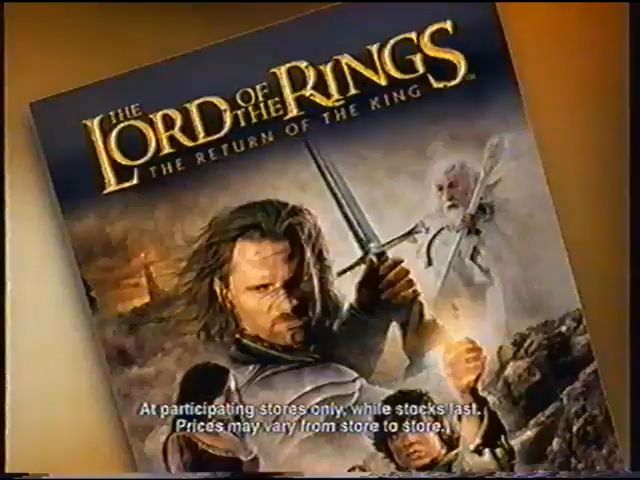 THE LORD OF THE RINGS™
THE RETURN OF THE KING
At participating stores only, while stocks last.
Prices may vary from store to store.